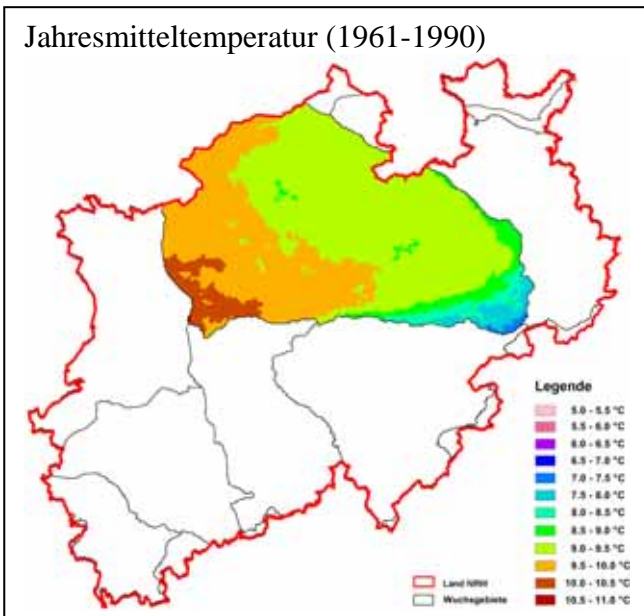 Jahresmitteltemperatur (1961-1990)
Legende
5.0 - 5.5 °C
5.5 - 6.0 °C
6.0 - 6.5 °C
6.5 - 7.0 °C
7.0 - 7.5 °C
7.5 - 8.0 °C
8.0 - 8.5 °C
8.5 - 9.0 °C
9.0 - 9.5 °C
9.5 - 10.0 °C
10.0 - 10.5 °C
10.5 - 11.0 °C
Land NRW
Wuchsgebiete